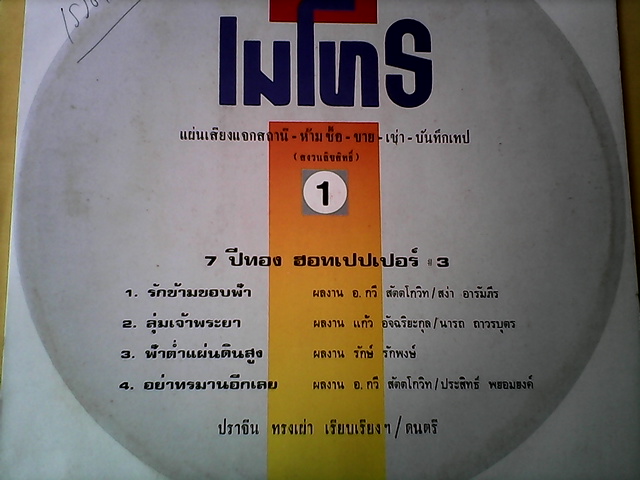 เมโทร
แผ่นเสียงแจกสถานี - ห้ามซื้อ - ขาย - เช่า - บันทึกเทป
(สงวนลิขสิทธิ์)
1
7 ปีทอง ฮอทเปปเปอร์ # 3
1. รักข้ามขอบฟ้า ผลงาน อ. กวี สัตตโกวิท/สง่า อารัมภีร
2. ลุ่มเจ้าพระยา ผลงาน แก้ว อัจฉริยะกุล/นารถ ถาวรบุตร
3. ฟ้าต่ำแผ่นดินสูง ผลงาน รักษ์ รักพงษ์
4. อย่าทรมานอีกเลย ผลงาน อ. กวี สัตตโกวิท/ประสิทธิ์ พยอมยงค์
ปราจีน ทรงเผ่า เรียบเรียงฯ/ดนตรี